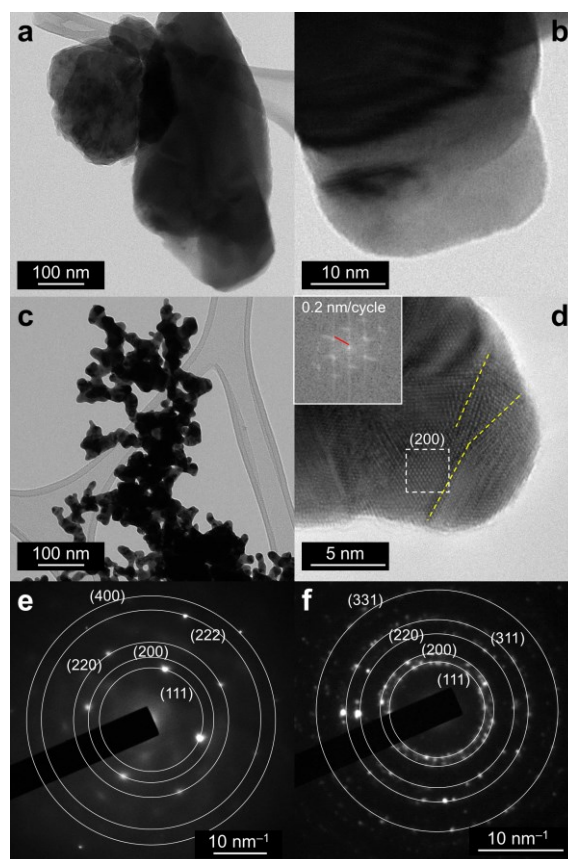 a
b
100 nm
10 nm
c
0.2 nm/cycle
d
(200)
100 nm
5 nm
e
(400)
(222)
(220)
(200)
(111)
10 nm⁻¹
f
(331)
(220)
(311)
(200)
(111)
10 nm⁻¹